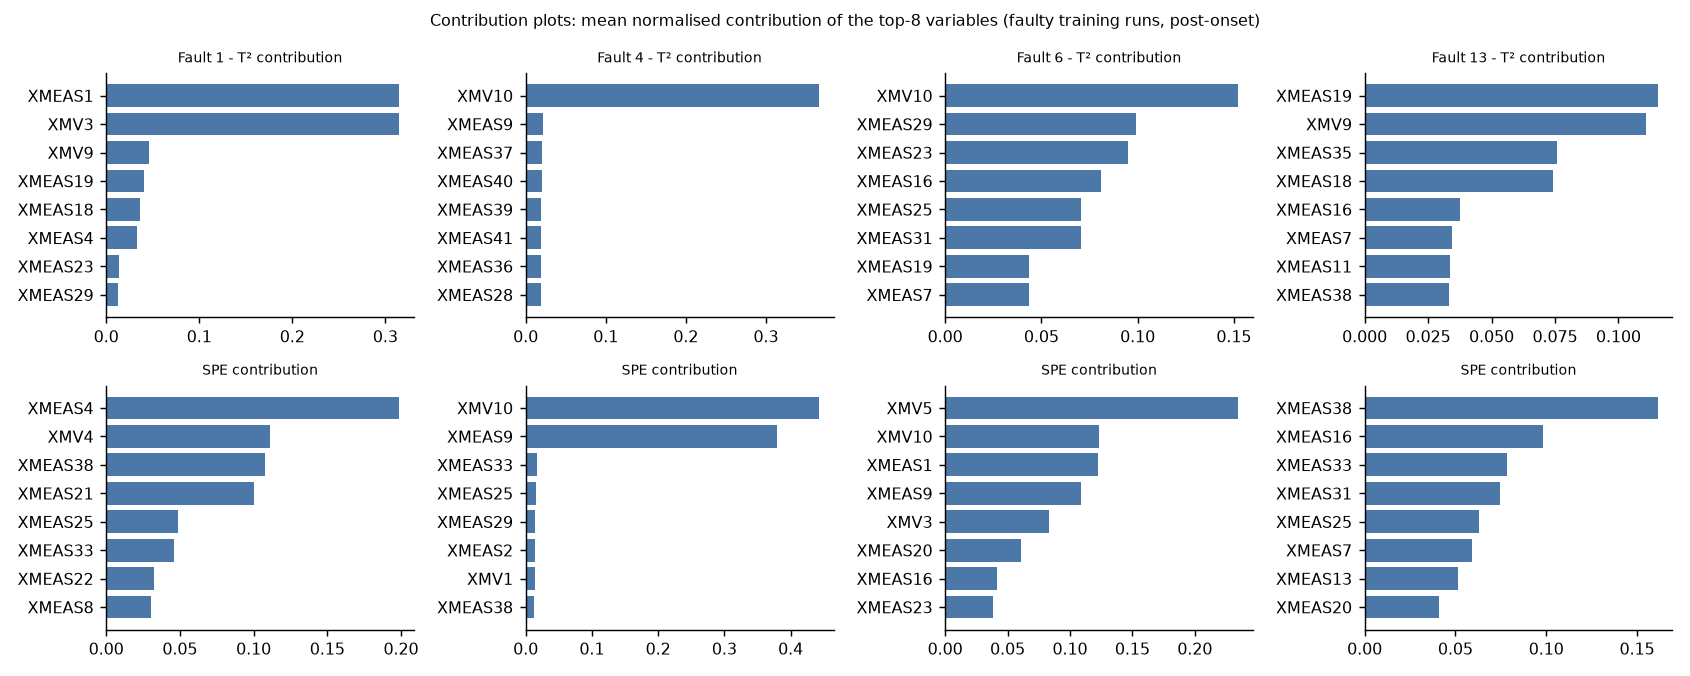 Contribution plots: mean normalised contribution of the top-8 variables (faulty training runs, post-onset)
Fault 1 - T² contribution
XMEAS1
XMV3
XMV9
XMEAS19
XMEAS18
XMEAS4
XMEAS23
XMEAS29
0.0 0.1 0.2 0.3
Fault 4 - T² contribution
XMV10
XMEAS9
XMEAS37
XMEAS40
XMEAS39
XMEAS41
XMEAS36
XMEAS28
0.0 0.1 0.2 0.3
Fault 6 - T² contribution
XMV10
XMEAS29
XMEAS23
XMEAS16
XMEAS25
XMEAS31
XMEAS19
XMEAS7
0.00 0.05 0.10 0.15
Fault 13 - T² contribution
XMEAS19
XMV9
XMEAS35
XMEAS18
XMEAS16
XMEAS7
XMEAS11
XMEAS38
0.000 0.025 0.050 0.075 0.100
SPE contribution
XMEAS4
XMV4
XMEAS38
XMEAS21
XMEAS25
XMEAS33
XMEAS22
XMEAS8
0.00 0.05 0.10 0.15 0.20
SPE contribution
XMV10
XMEAS9
XMEAS33
XMEAS25
XMEAS29
XMEAS2
XMV1
XMEAS38
0.0 0.1 0.2 0.3 0.4
SPE contribution
XMV5
XMV10
XMEAS1
XMEAS9
XMV3
XMEAS20
XMEAS16
XMEAS23
0.00 0.05 0.10 0.15 0.20
SPE contribution
XMEAS38
XMEAS16
XMEAS33
XMEAS31
XMEAS25
XMEAS7
XMEAS13
XMEAS20
0.00 0.05 0.10 0.15